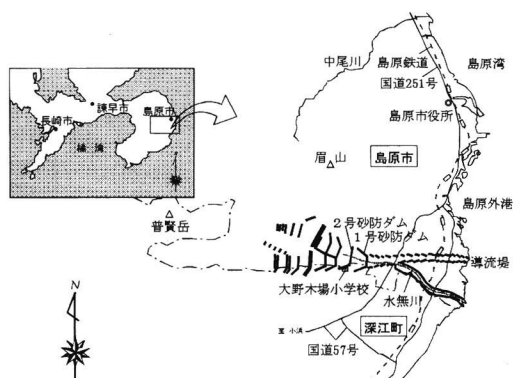 中尾川
島原鉄道
島原湾
国道251号
諫早市
島原市
長崎市
橘湾
島原市役所
眉山
島原市
島原外港
普賢岳
2号砂防ダム
1号砂防ダム
導流堤
大野木場小学校
水無川
N
至 小浜
深江町
国道57号